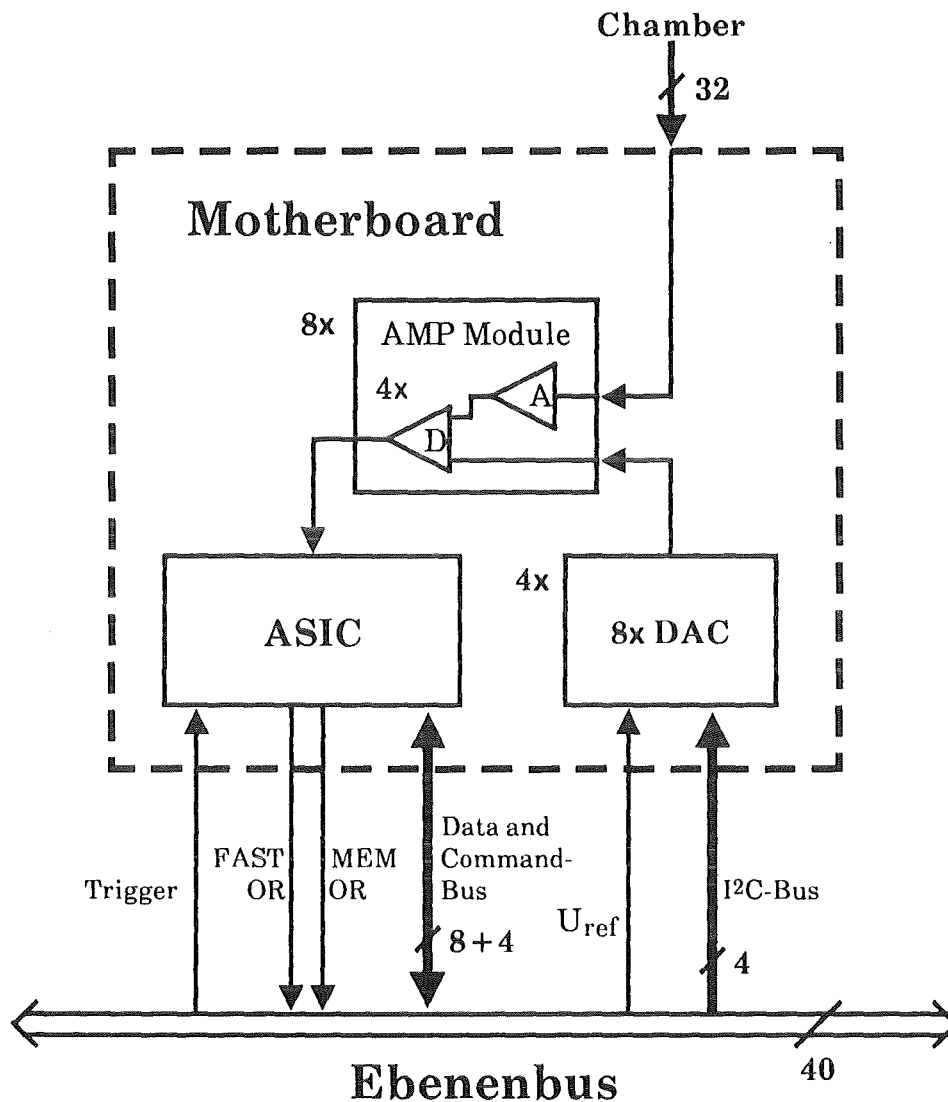 Chamber
32
Motherboard
8x
AMP Module
4x
A
D
4x
ASIC
8x DAC
Trigger
FAST
OR
MEM
OR
Data and
Command-
Bus
8 + 4
U_ref
I²C-Bus
4
40
Ebenenbus